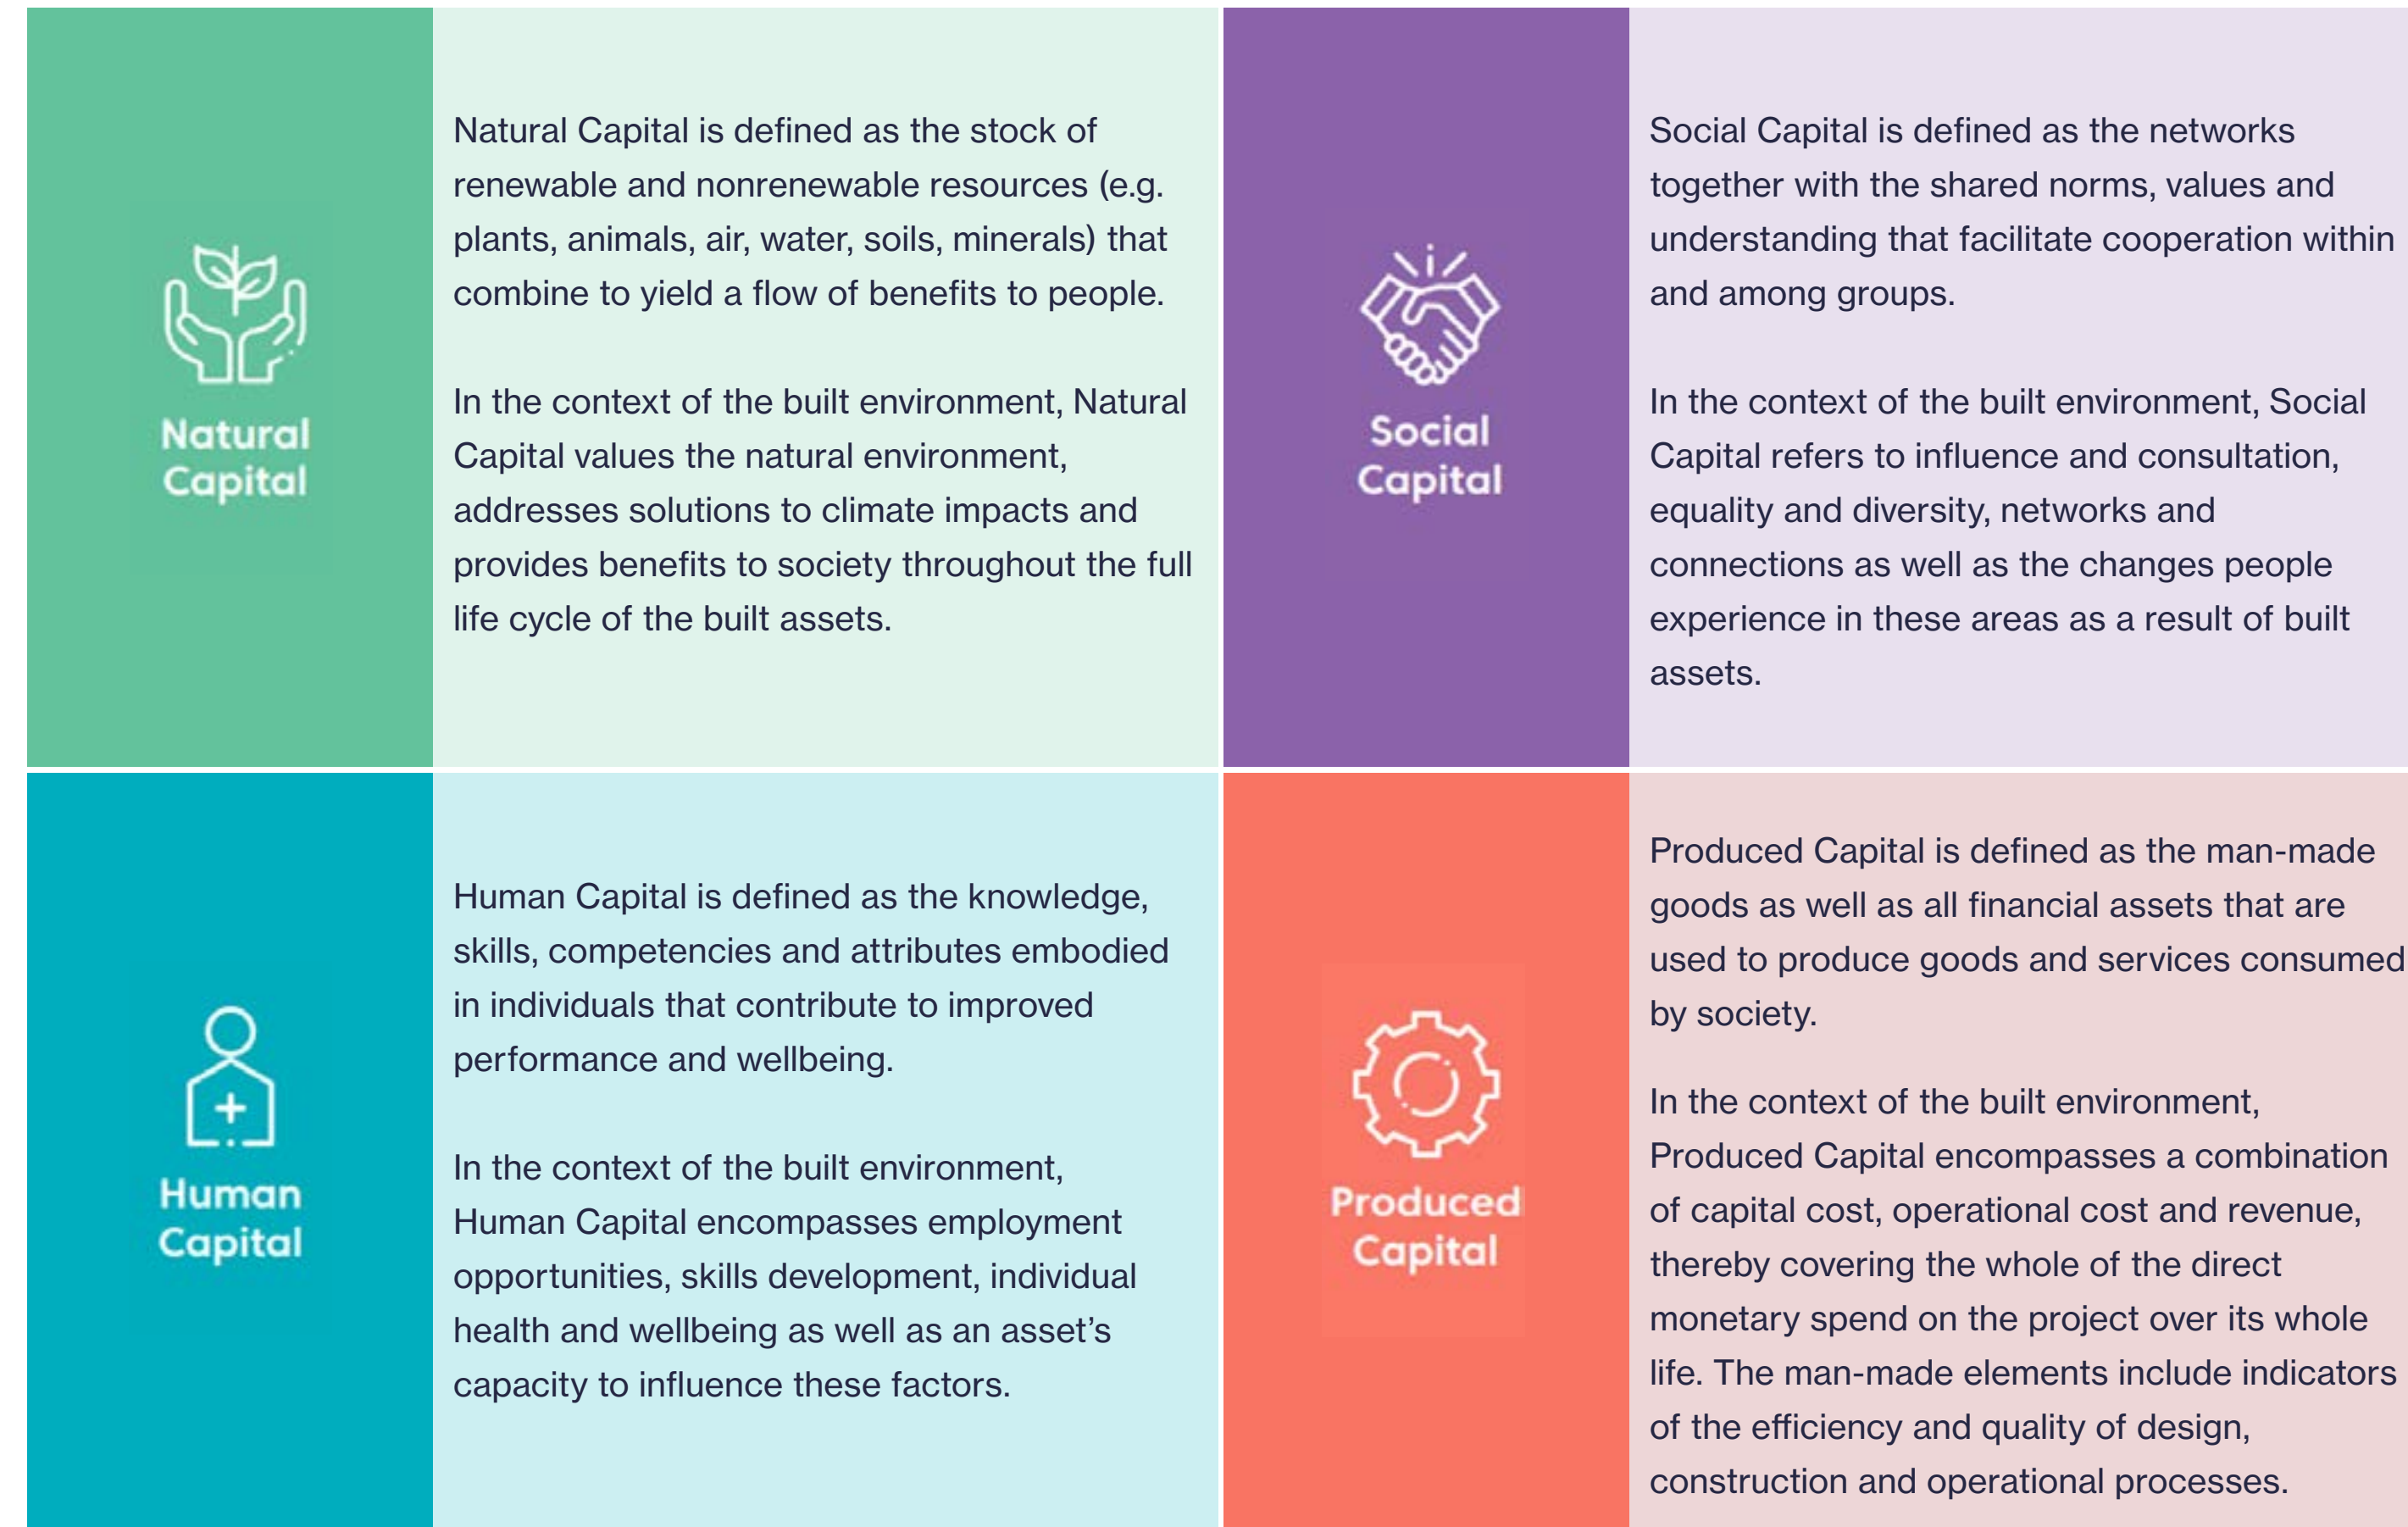 Natural
Capital
Natural Capital is defined as the stock of
renewable and nonrenewable resources (e.g.
plants, animals, air, water, soils, minerals) that
combine to yield a flow of benefits to people.
In the context of the built environment, Natural
Capital values the natural environment,
addresses solutions to climate impacts and
provides benefits to society throughout the full
life cycle of the built assets.
Social
Capital
Social Capital is defined as the networks
together with the shared norms, values and
understanding that facilitate cooperation within
and among groups.
In the context of the built environment, Social
Capital refers to influence and consultation,
equality and diversity, networks and
connections as well as the changes people
experience in these areas as a result of built
assets.
Human
Capital
Human Capital is defined as the knowledge,
skills, competencies and attributes embodied
in individuals that contribute to improved
performance and wellbeing.
In the context of the built environment,
Human Capital encompasses employment
opportunities, skills development, individual
health and wellbeing as well as an asset’s
capacity to influence these factors.
Produced
Capital
Produced Capital is defined as the man-made
goods as well as all financial assets that are
used to produce goods and services consumed
by society.
In the context of the built environment,
Produced Capital encompasses a combination
of capital cost, operational cost and revenue,
thereby covering the whole of the direct
monetary spend on the project over its whole
life. The man-made elements include indicators
of the efficiency and quality of design,
construction and operational processes.